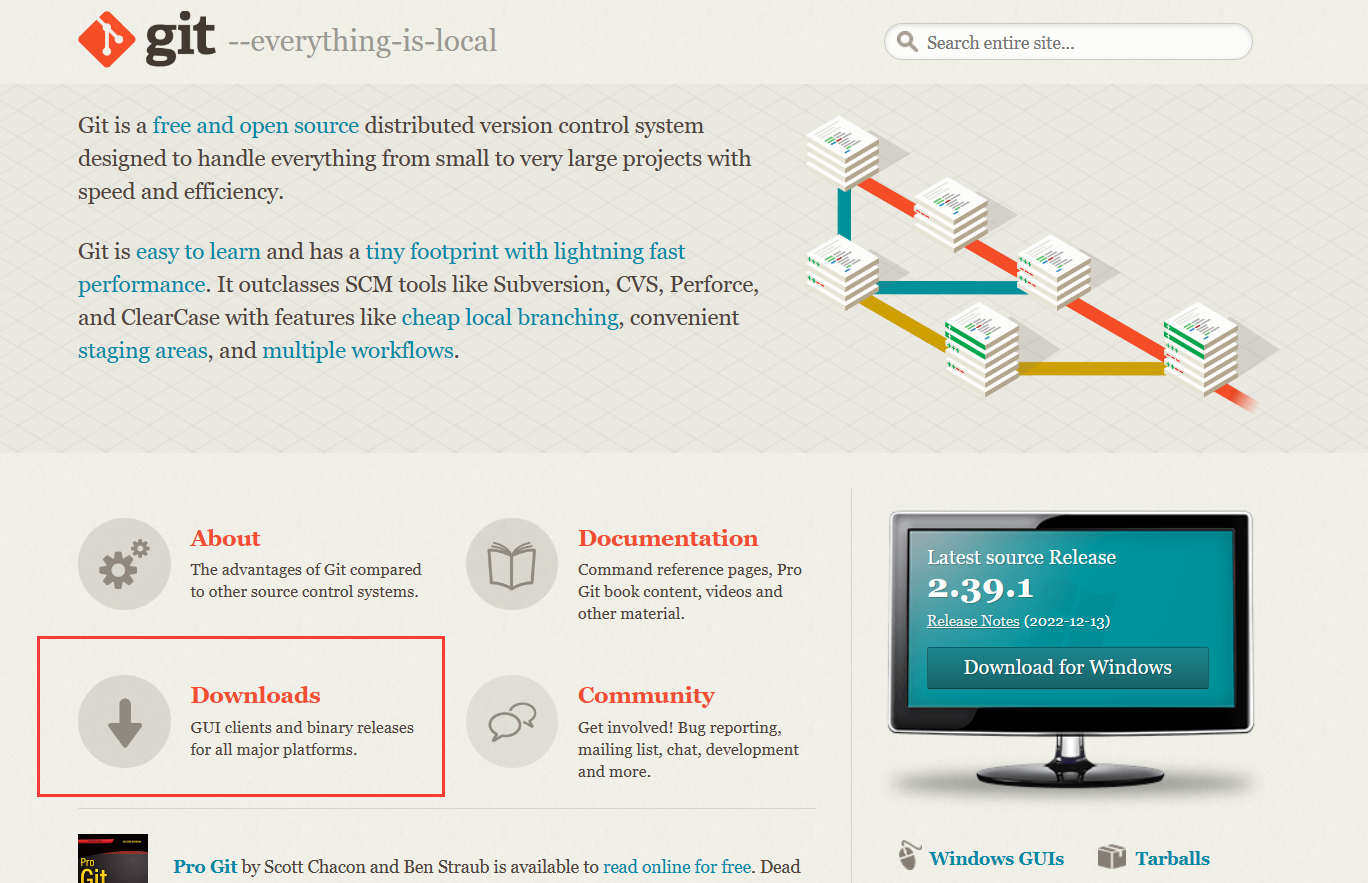 git --everything-is-local
Search entire site...
Git is a free and open source distributed version control system
designed to handle everything from small to very large projects with
speed and efficiency.
Git is easy to learn and has a tiny footprint with lightning fast
performance. It outclasses SCM tools like Subversion, CVS, Perforce,
and ClearCase with features like cheap local branching, convenient
staging areas, and multiple workflows.
About
The advantages of Git compared
to other source control systems.
Documentation
Command reference pages, Pro
Git book content, videos and
other material.
Downloads
GUI clients and binary releases
for all major platforms.
Community
Get involved! Bug reporting,
mailing list, chat, development
and more.
Latest source Release
2.39.1
Release Notes (2022-12-13)
Download for Windows
Windows GUIs
Tarballs
Pro
Git
Pro Git by Scott Chacon and Ben Straub is available to read online for free. Dead